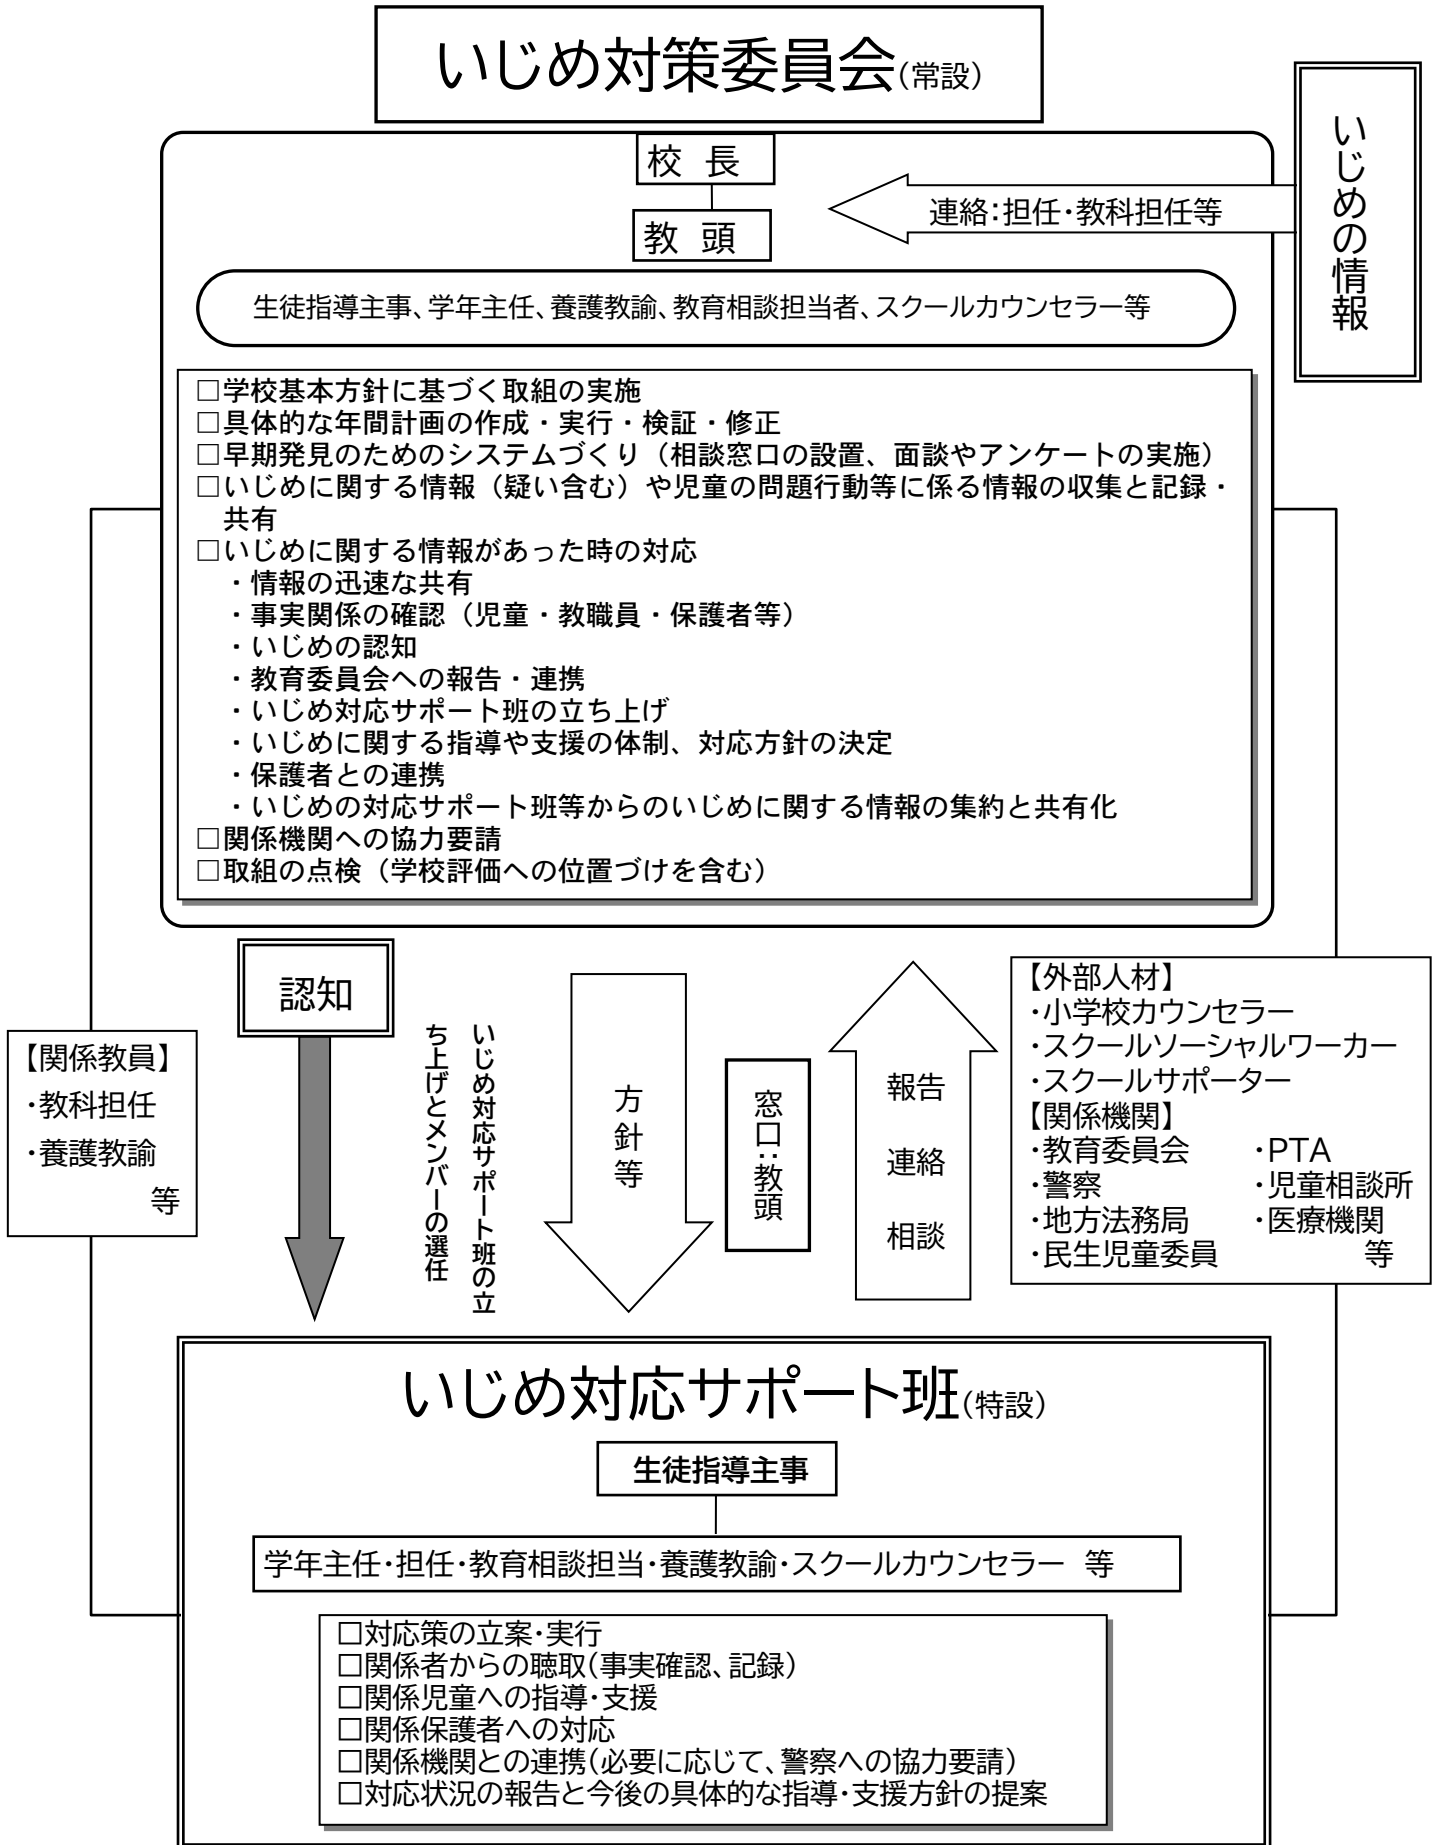 いじめ対策委員会(常設)
いじめの情報
校 長
連絡:担任・教科担任等
教 頭
生徒指導主事、学年主任、養護教諭、教育相談担当者、スクールカウンセラー等
□学校基本方針に基づく取組の実施
□具体的な年間計画の作成・実行・検証・修正
□早期発見のためのシステムづくり(相談窓口の設置、面談やアンケートの実施)
□いじめに関する情報(疑い含む)や児童の問題行動等に係る情報の収集と記録・
共有
□いじめに関する情報があった時の対応
・情報の迅速な共有
・事実関係の確認(児童・教職員・保護者等)
・いじめの認知
・教育委員会への報告・連携
・いじめ対応サポート班の立ち上げ
・いじめに関する指導や支援の体制、対応方針の決定
・保護者との連携
・いじめの対応サポート班等からのいじめに関する情報の集約と共有化
□関係機関への協力要請
□取組の点検(学校評価への位置づけを含む)
【関係教員】
・教科担任
・養護教諭
等
認知
いじめ対応サポート班の立
ち上げとメンバーの選任
方針等
窓口:教頭
報告
連絡
相談
【外部人材】
・小学校カウンセラー
・スクールソーシャルワーカー
・スクールサポーター
【関係機関】
・教育委員会 ・PTA
・警察 ・児童相談所
・地方法務局 ・医療機関
・民生児童委員 等
いじめ対応サポート班(特設)
生徒指導主事
学年主任・担任・教育相談担当・養護教諭・スクールカウンセラー 等
□対応策の立案・実行
□関係者からの聴取(事実確認、記録)
□関係児童への指導・支援
□関係保護者への対応
□関係機関との連携(必要に応じて、警察への協力要請)
□対応状況の報告と今後の具体的な指導・支援方針の提案